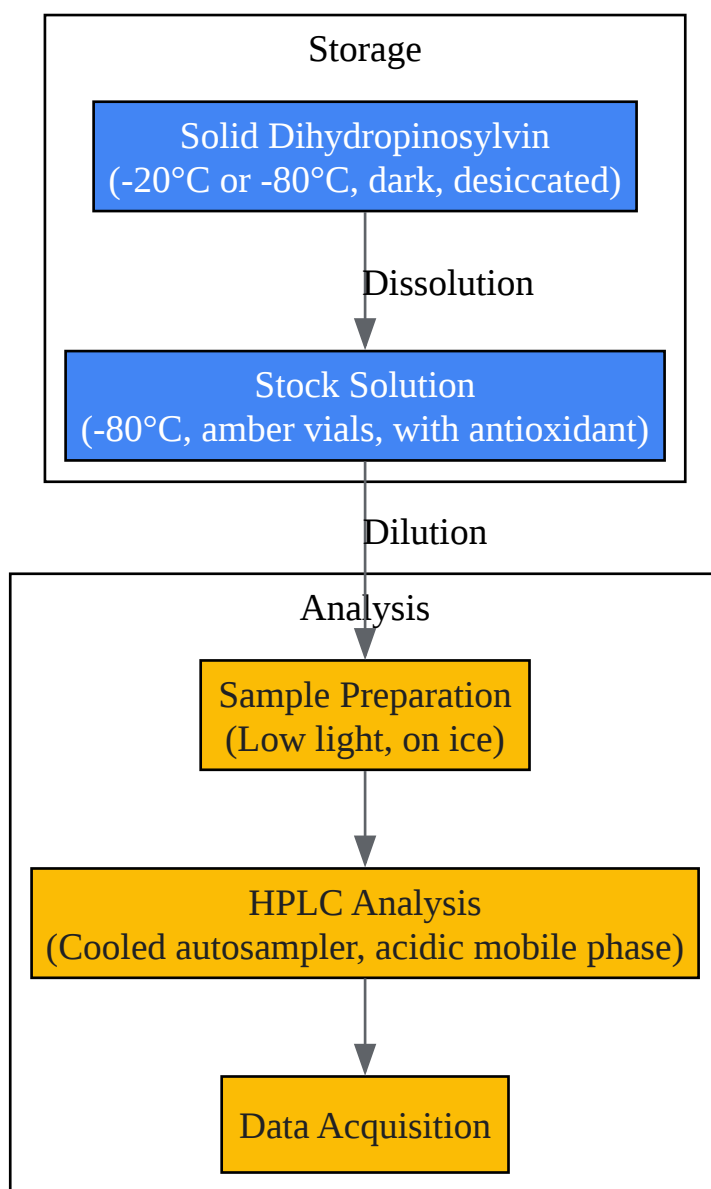 Storage
Solid Dihydropinosylvin
(-20°C or -80°C, dark, desiccated)
Dissolution
Stock Solution
(-80°C, amber vials, with antioxidant)
Dilution
Analysis
Sample Preparation
(Low light, on ice)
HPLC Analysis
(Cooled autosampler, acidic mobile phase)
Data Acquisition